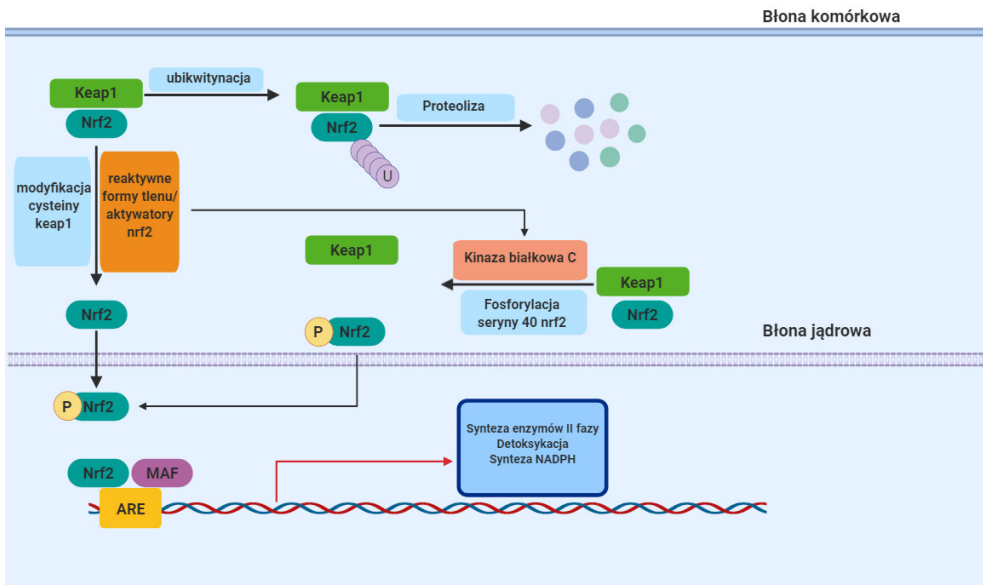 Błona komórkowa
ubikwitynacja
Keap1
Nrf2
Keap1
Nrf2
U
Proteoliza
modyfikacja
cysteiny
keap1
reaktywne
formy tlenu/
aktywatory
nrf2
Keap1
Kinaza białkowa C
Fosforylacja
seryny 40 nrf2
Keap1
Nrf2
Nrf2
P Nrf2
Błona jądrowa
P Nrf2
Synteza enzymów II fazy
Detoksykacja
Synteza NADPH
Nrf2 MAF
ARE